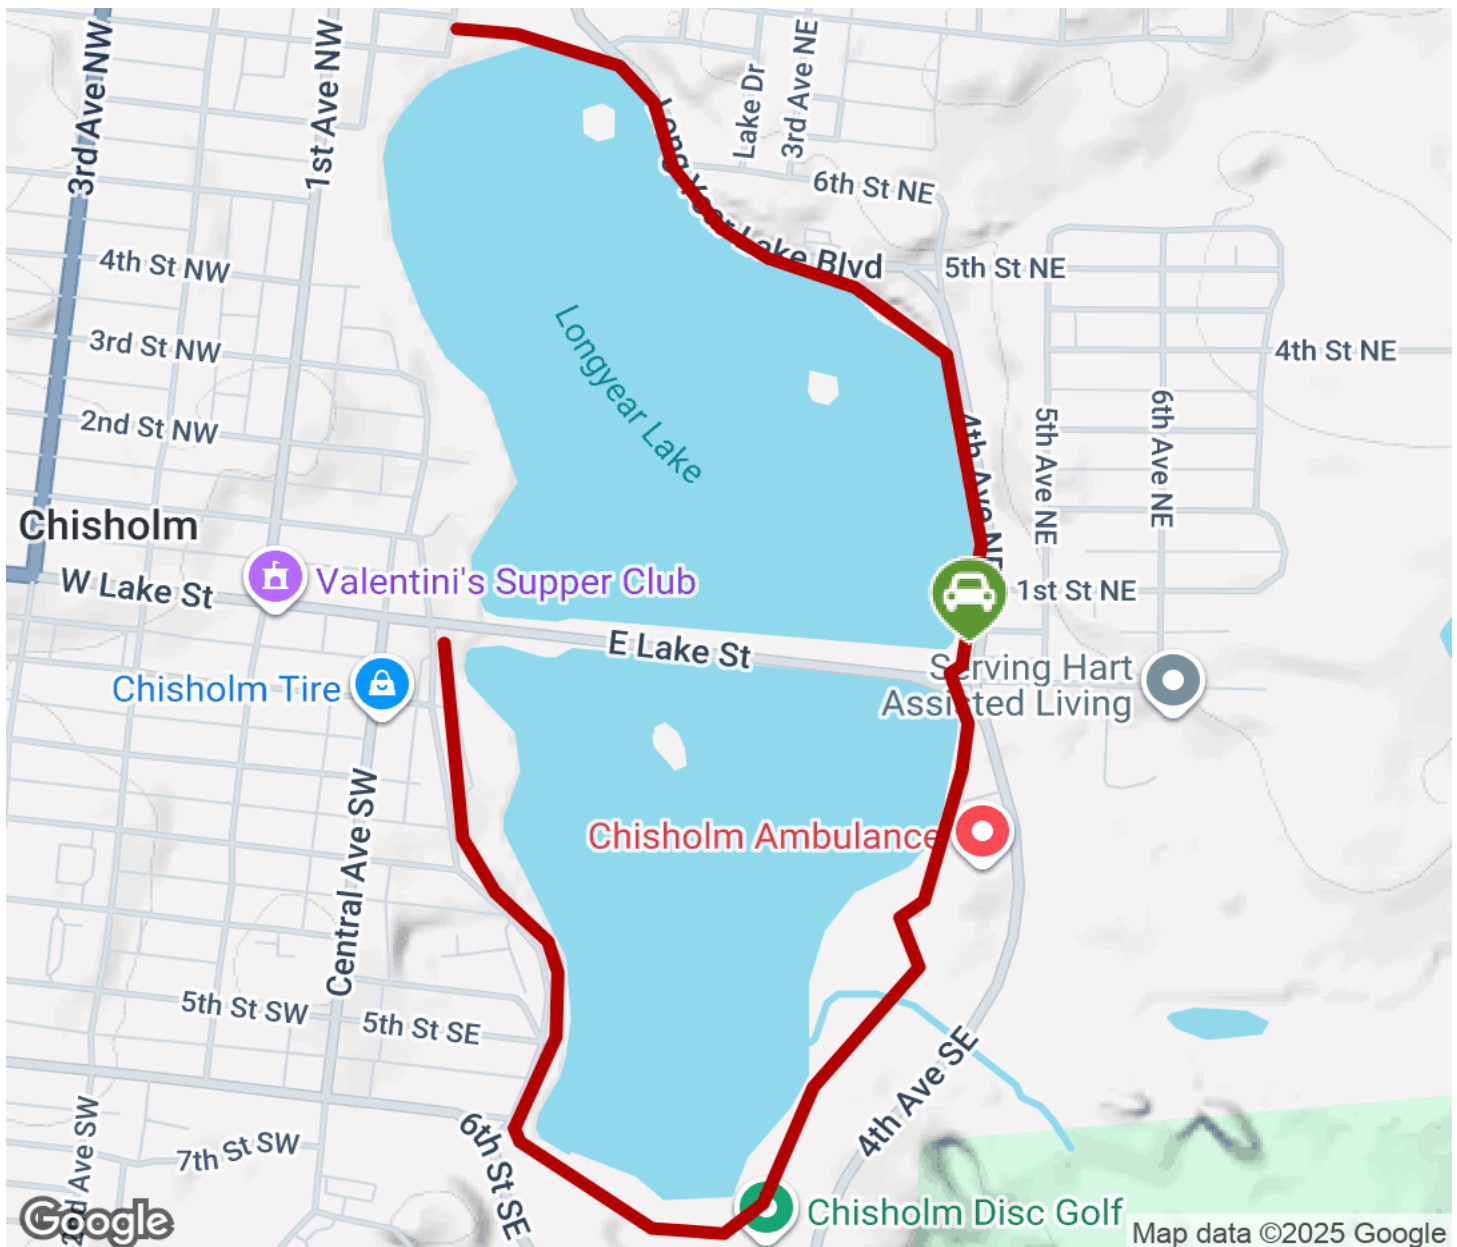 3rd Ave NW
1st Ave NW
Lake Dr
3rd Ave NE
6th St NE
Long Year Lake Blvd
5th St NE
4th St NW
3rd St NW
2nd St NW
4th St NE
Longyear Lake
4th Ave NE
5th Ave NE
6th Ave NE
Chisholm
W Lake St
Valentini's Supper Club
1st St NE
E Lake St
Serving Hart
Assisted Living
Chisholm Tire
Central Ave SW
Chisholm Ambulance
5th St SW
5th St SE
4th Ave SE
2nd Ave SW
7th St SW
6th St SE
Chisholm Disc Golf
Google
Map data ©2025 Google